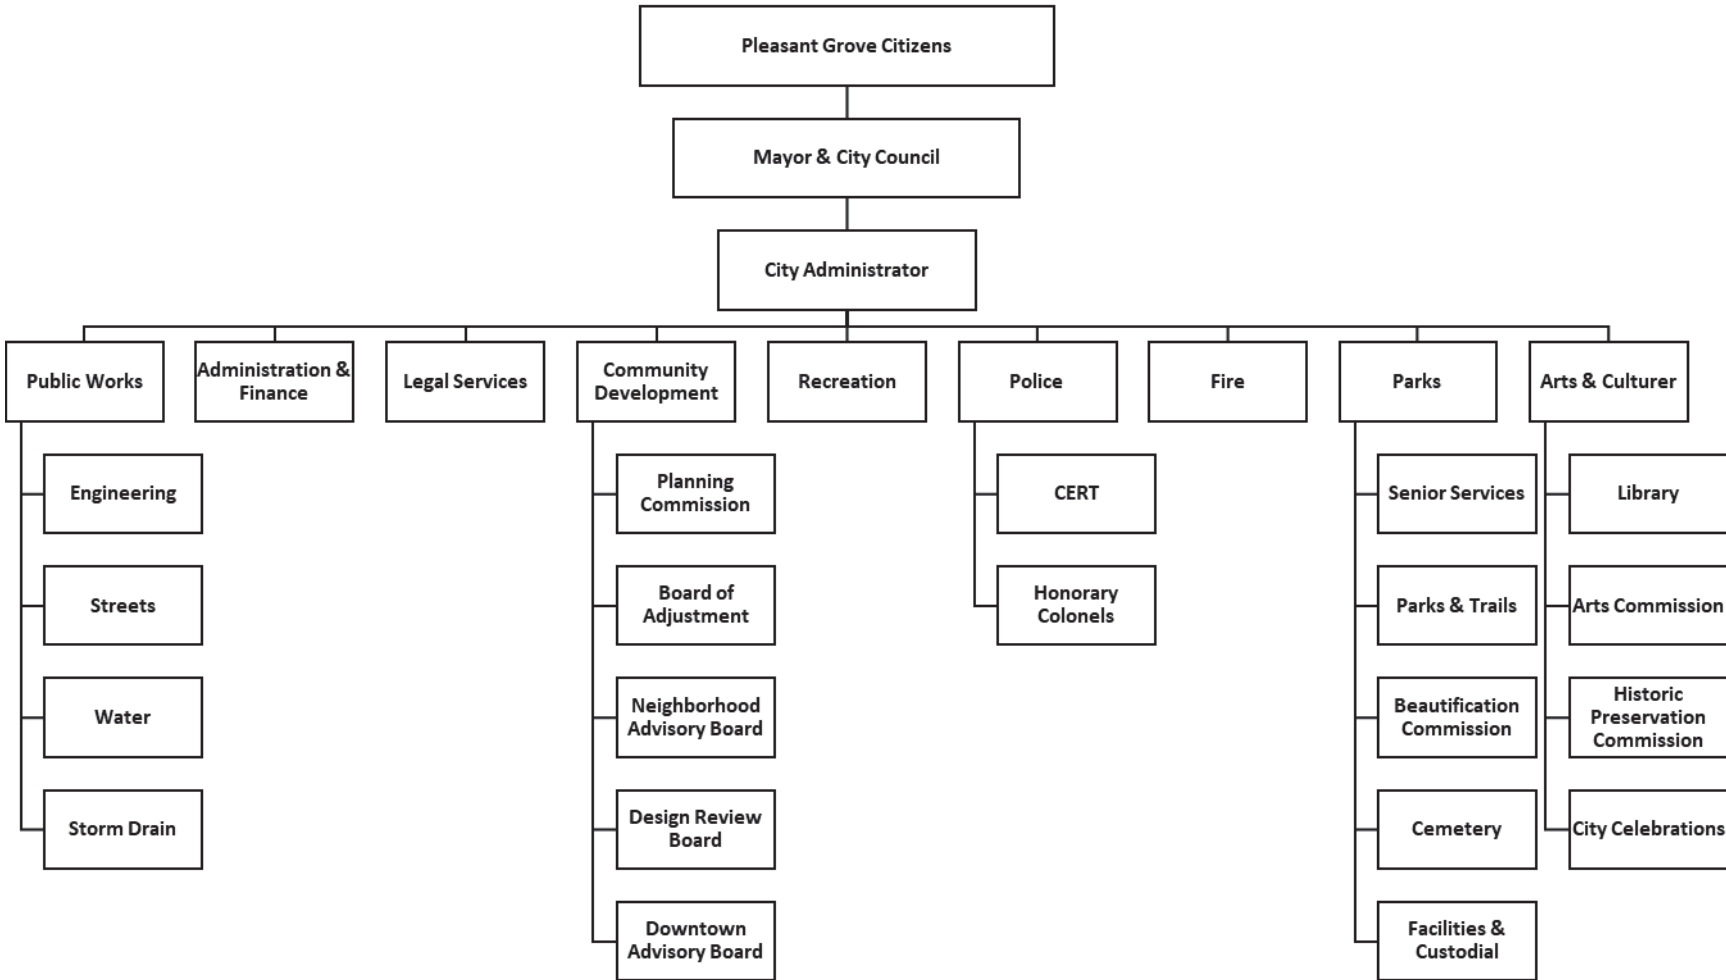 Pleasant Grove Citizens
Mayor & City Council
City Administrator
Public Works
Administration &
Finance
Legal Services
Community
Development
Recreation
Police
Fire
Parks
Arts & Culturer
Engineering
Streets
Water
Storm Drain
Planning
Commission
Board of
Adjustment
Neighborhood
Advisory Board
Design Review
Board
Downtown
Advisory Board
CERT
Honorary
Colonels
Senior Services
Parks & Trails
Beautification
Commission
Cemetery
Facilities &
Custodial
Library
Arts Commission
Historic
Preservation
Commission
City Celebrations